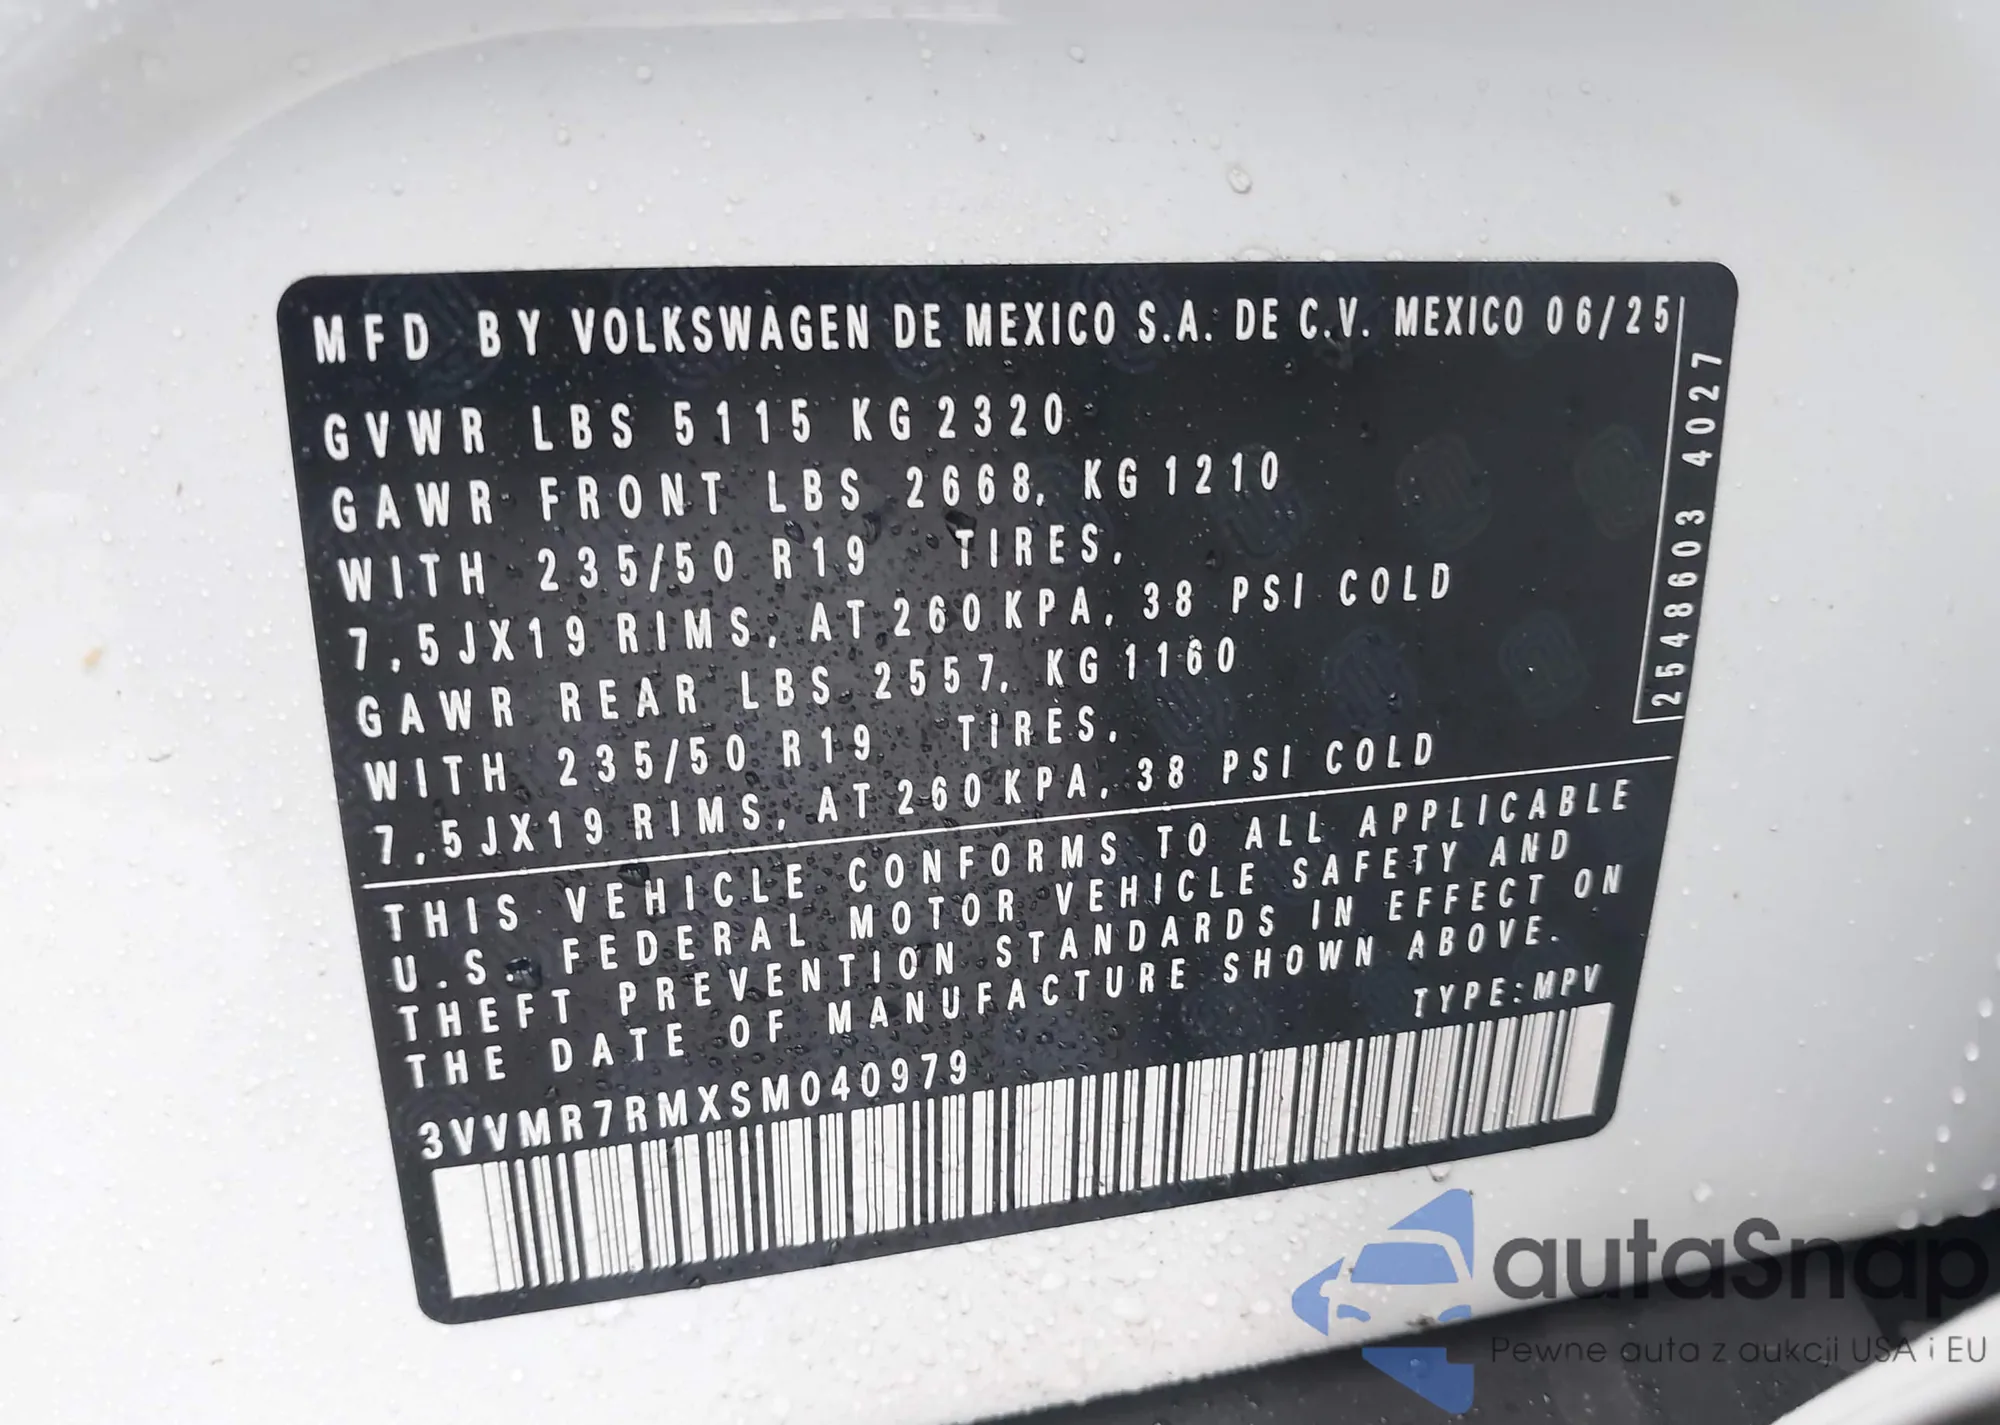 MFD BY VOLKSWAGEN DE MEXICO S.A. DE C.V. MEXICO 06/25
GVWR LBS 5115 KG 2320
GAWR FRONT LBS 2668, KG 1210
WITH 235/50 R19 TIRES,
7,5JX19 RIMS, AT 260 KPA, 38 PSI COLD
GAWR REAR LBS 2557, KG 1160
WITH 235/50 R19 TIRES,
7,5JX19 RIMS, AT 260 KPA, 38 PSI COLD
2548603 4027
THIS VEHICLE CONFORMS TO ALL APPLICABLE
U.S. FEDERAL MOTOR VEHICLE SAFETY AND
THEFT PREVENTION STANDARDS IN EFFECT ON
THE DATE OF MANUFACTURE SHOWN ABOVE.
TYPE: MPV
3VVMR7RMXSM040979
autaSnap
Pewne auta z aukcji USA i EU